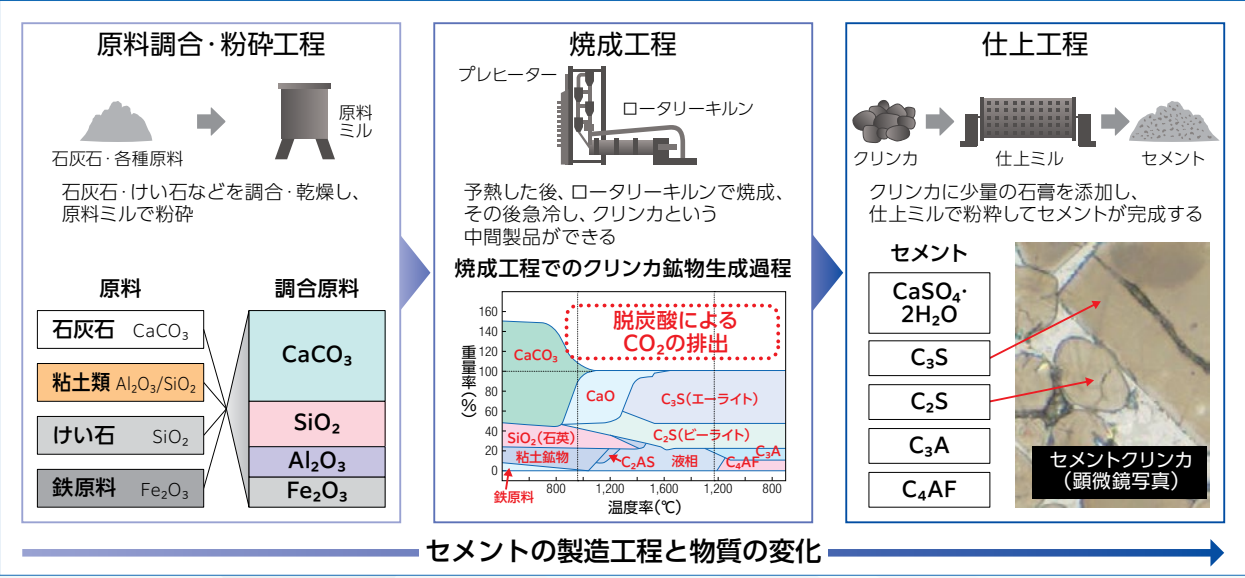 原料調合・粉砕工程
原料
ミル
石灰石・各種原料
石灰石・けい石などを調合・乾燥し、
原料ミルで粉砕
原料
調合原料
石灰石 CaCO₃
粘土類 Al₂O₃/SiO₂
けい石 SiO₂
鉄原料 Fe₂O₃
CaCO₃
SiO₂
Al₂O₃
Fe₂O₃
焼成工程
プレヒーター
ロータリーキルン
予熱した後、ロータリーキルンで焼成、
その後急冷し、クリンカという
中間製品ができる
焼成工程でのクリンカ鉱物生成過程
重量率(%)
160
140
120
100
80
60
40
20
0
脱炭酸による
CO₂の排出
CaCO₃
CaO
C₃S(エーライト)
SiO₂(石英)
C₂S(ビーライト)
粘土鉱物
C₂AS
液相
C₃A
C₄AF
鉄原料
800
1,200
1,600
1,200
800
温度率(℃)
仕上工程
クリンカ
仕上ミル
セメント
クリンカに少量の石膏を添加し、
仕上ミルで粉粋してセメントが完成する
セメント
CaSO₄・
2H₂O
C₃S
C₂S
C₃A
C₄AF
セメントクリンカ
(顕微鏡写真)
セメントの製造工程と物質の変化